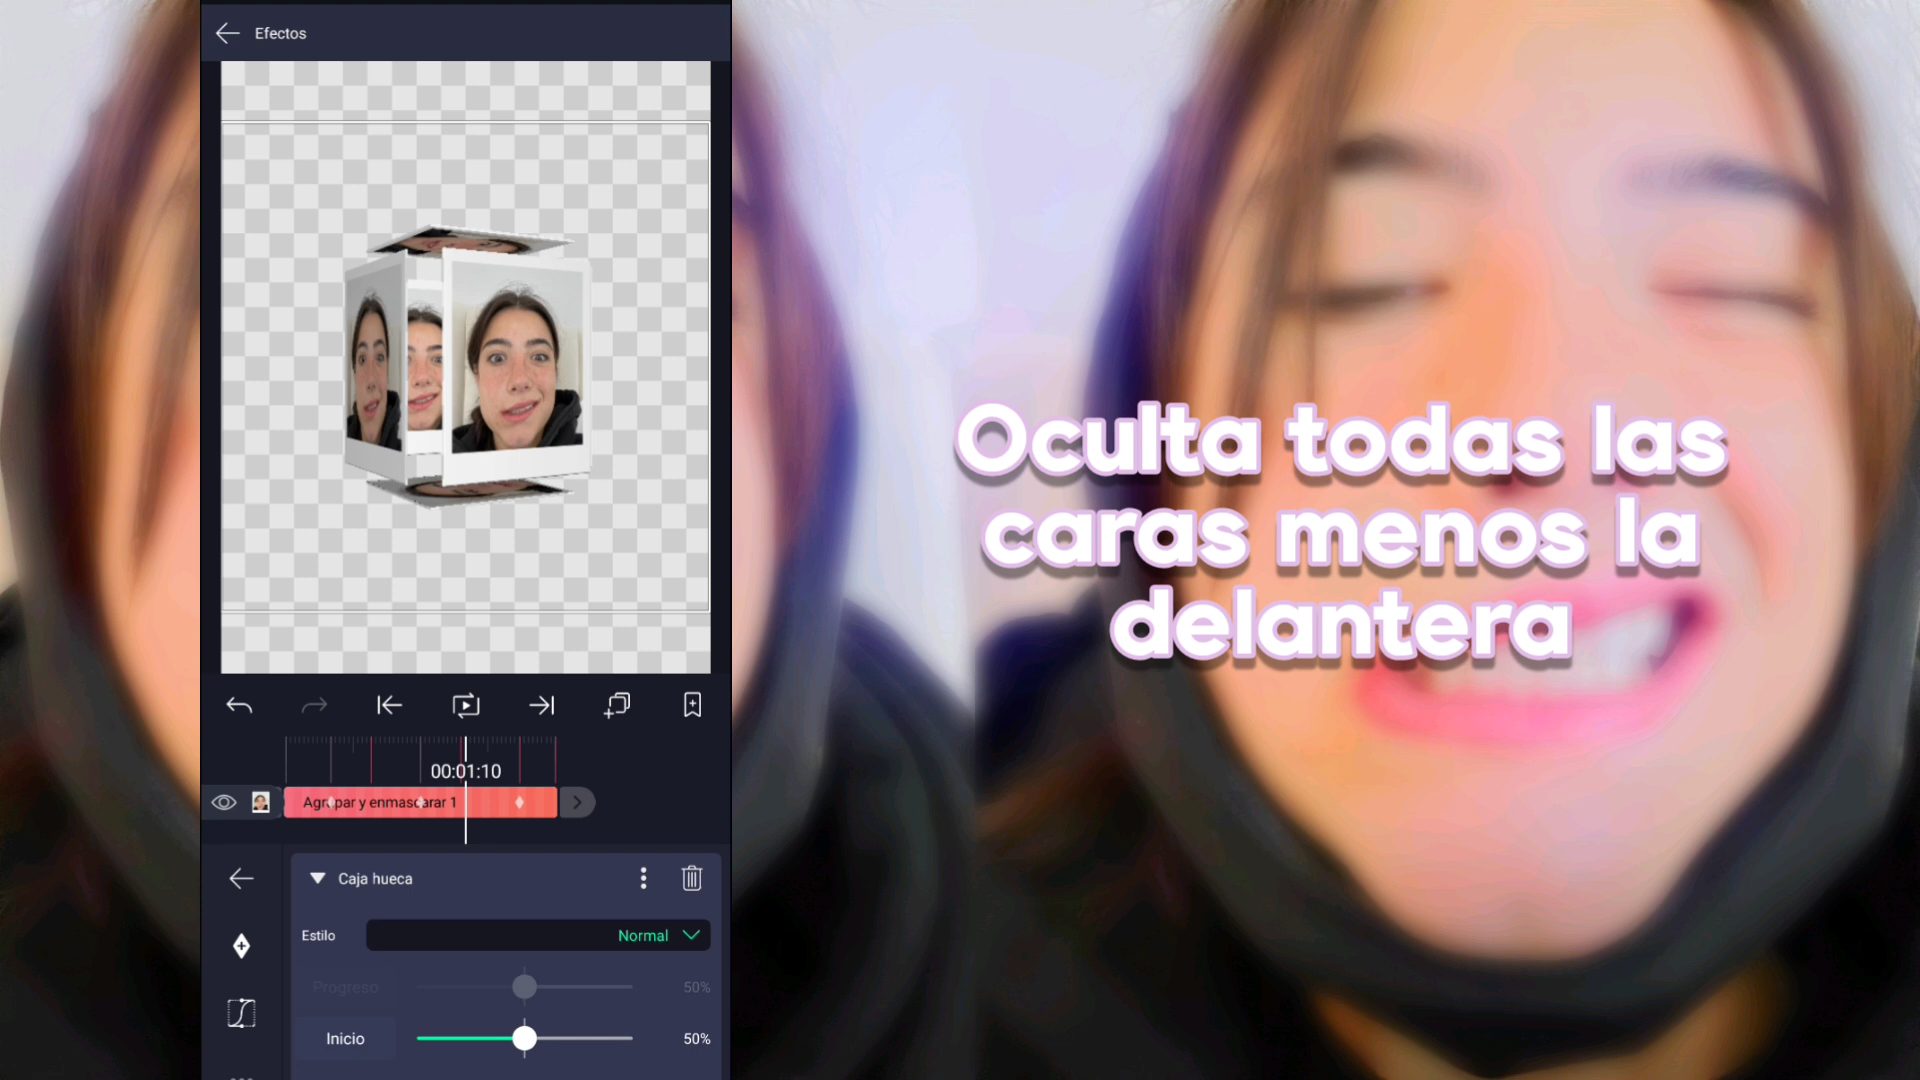 Efectos
Oculta todas las
caras menos la
delantera
00:01:10
Agrupar y enmascarar 1
Caja hueca
Estilo
Normal
Progreso
50%
Inicio
50%